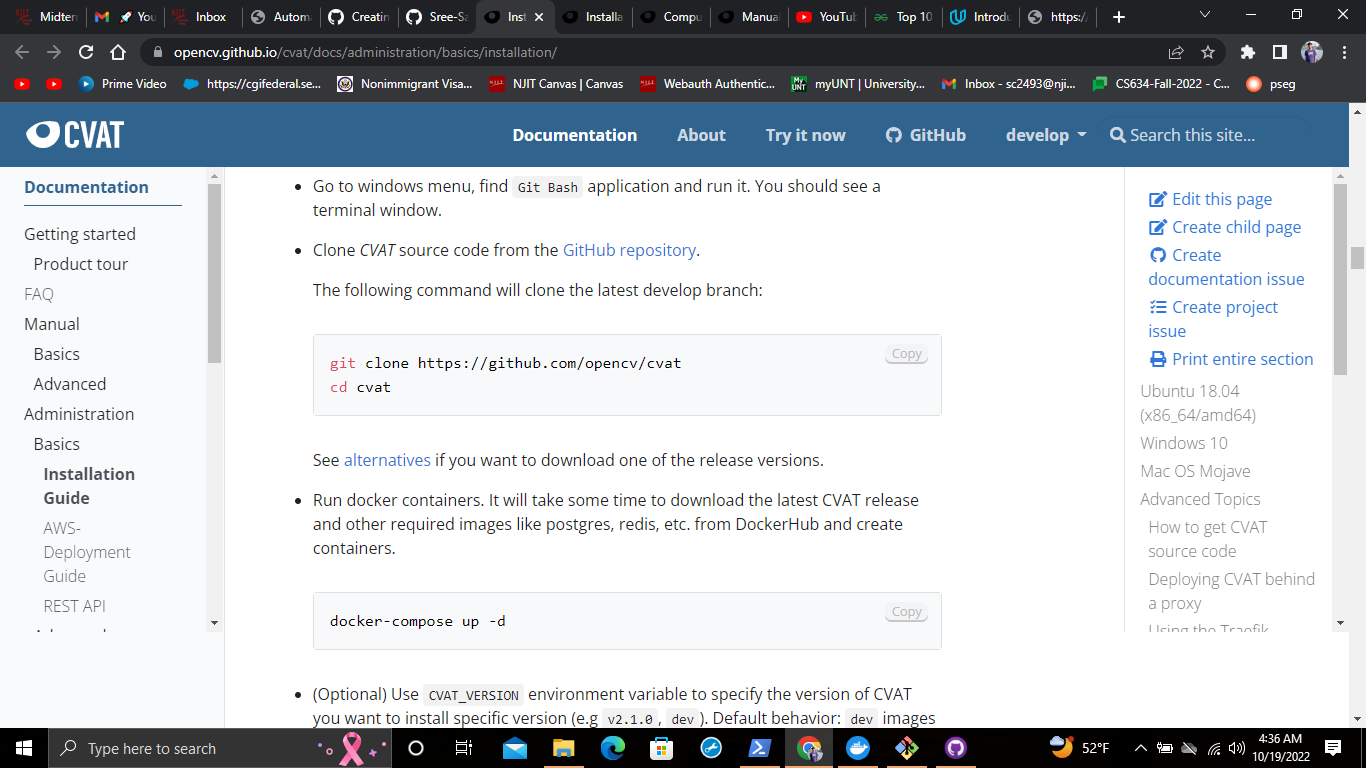 Midterm
You
Inbox
Autom
Creatin
Sree-Sa
Inst
Installa
Compu
Manua
YouTub
Top 10
Introdu
https:/
opencv.github.io/cvat/docs/administration/basics/installation/
Prime Video
https://cgifederal.se...
Nonimmigrant Visa...
NJIT Canvas | Canvas
Webauth Authentic...
myUNT | University...
Inbox - sc2493@nji...
CS634-Fall-2022 - C...
pseg
CVAT
Documentation
About
Try it now
GitHub
develop
Search this site...
Documentation
Getting started
Product tour
FAQ
Manual
Basics
Advanced
Administration
Basics
Installation
Guide
AWS-
Deployment
Guide
REST API
• Go to windows menu, find Git Bash application and run it. You should see a
terminal window.
• Clone CVAT source code from the GitHub repository.
The following command will clone the latest develop branch:
git clone https://github.com/opencv/cvat
cd cvat
Copy
See alternatives if you want to download one of the release versions.
• Run docker containers. It will take some time to download the latest CVAT release
and other required images like postgres, redis, etc. from DockerHub and create
containers.
docker-compose up -d
Copy
• (Optional) Use CVAT_VERSION environment variable to specify the version of CVAT
you want to install specific version (e.g v2.1.0 , dev ). Default behavior: dev images
Edit this page
Create child page
Create
documentation issue
Create project
issue
Print entire section
Ubuntu 18.04
(x86_64/amd64)
Windows 10
Mac OS Mojave
Advanced Topics
How to get CVAT
source code
Deploying CVAT behind
a proxy
Using the Traefik
Type here to search
52°F
4:36 AM
10/19/2022